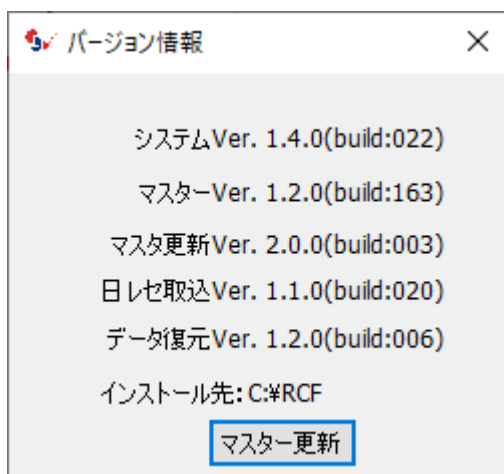 バージョン情報
システムVer. 1.4.0(build:022)
マスターVer. 1.2.0(build:163)
マスタ更新Ver. 2.0.0(build:003)
日レセ取込Ver. 1.1.0(build:020)
データ復元Ver. 1.2.0(build:006)
インストール先: C:¥RCF
マスター更新